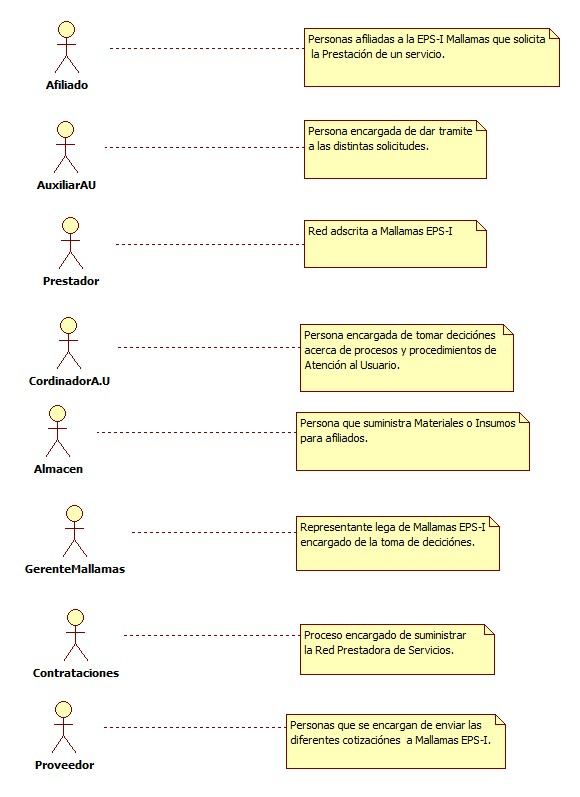 Personas afiliadas a la EPS-I Mallamas que solicita
la Prestación de un servicio.
Afiliado
Persona encargada de dar tramite
a las distintas solicitudes.
AuxiliarAU
Red adscrita a Mallamas EPS-I
Prestador
Persona encargada de tomar deciciónes
acerca de procesos y procedimientos de
Atención al Usuario.
CordinadorA.U
Persona que suministra Materiales o Insumos
para afiliados.
Almacen
Representante lega de Mallamas EPS-I
encargado de la toma de deciciónes.
GerenteMallamas
Proceso encargado de suministrar
la Red Prestadora de Servicios.
Contrataciones
Personas que se encargan de enviar las
diferentes cotizaciónes a Mallamas EPS-I.
Proveedor